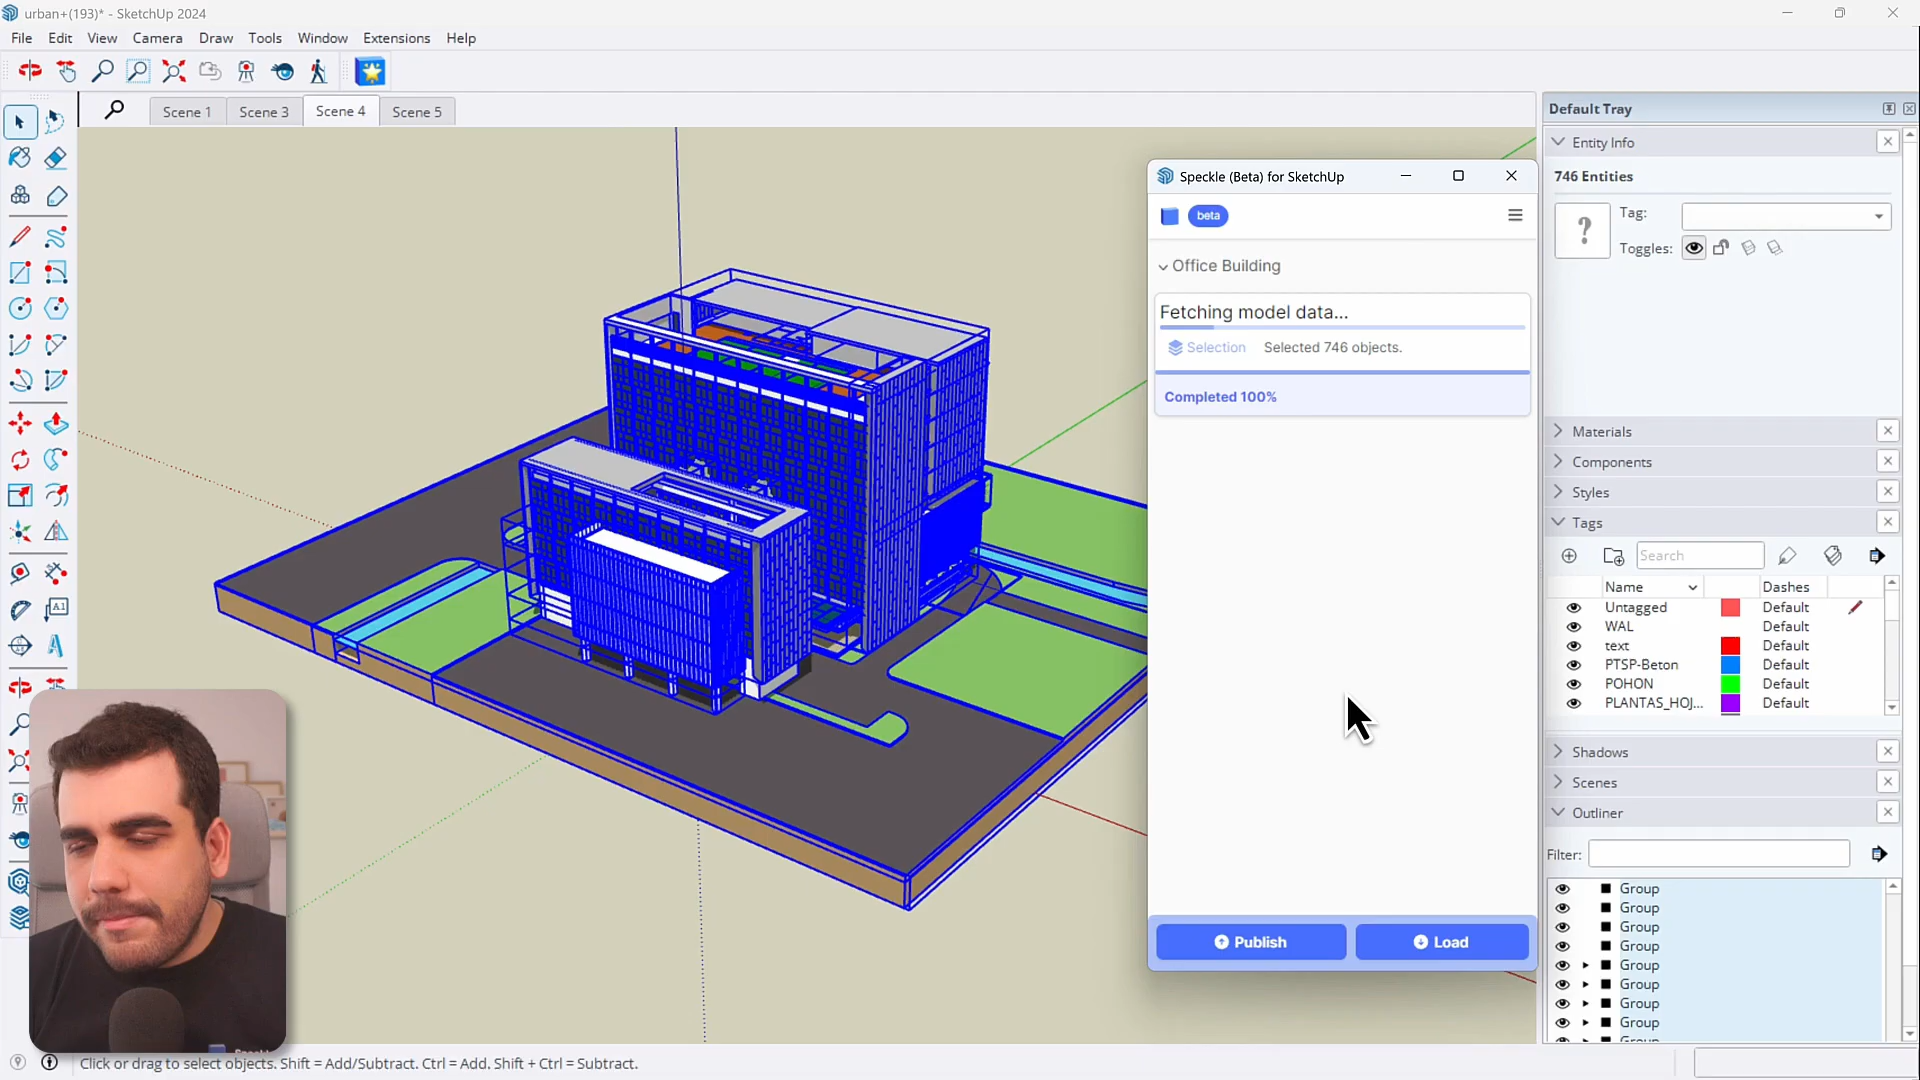 urban+(193)* - SketchUp 2024
File Edit View Camera Draw Tools Window Extensions Help
Scene 1 Scene 3 Scene 4 Scene 5
Speckle (Beta) for SketchUp
beta
Office Building
Fetching model data...
Selection Selected 746 objects.
Completed 100%
Publish Load
Default Tray
Entity Info
746 Entities
?
Tag:
Toggles:
Materials
Components
Styles
Tags
Search
Name Dashes
Untagged Default
WAL Default
text Default
PTSP-Beton Default
POHON Default
PLANTAS_HOJ... Default
Shadows
Scenes
Outliner
Filter:
Group
Group
Group
Group
Group
Group
Group
Group
Click or drag to select objects. Shift = Add/Subtract. Ctrl = Add. Shift + Ctrl = Subtract.